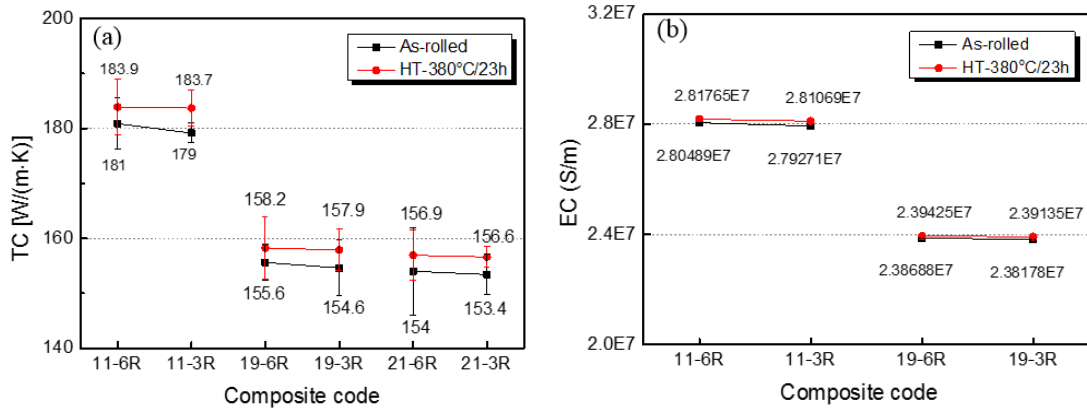 (a)
As-rolled
HT-380°C/23h
200
180
160
140
TC [W/(m·K)]
183.9
183.7
181
179
158.2
157.9
156.9
156.6
155.6
154.6
154
153.4
11-6R
11-3R
19-6R
19-3R
21-6R
21-3R
Composite code
(b)
As-rolled
HT-380°C/23h
3.2E7
2.8E7
2.4E7
2.0E7
EC (S/m)
2.81765E7
2.81069E7
2.80489E7
2.79271E7
2.39425E7
2.39135E7
2.38688E7
2.38178E7
11-6R
11-3R
19-6R
19-3R
Composite code